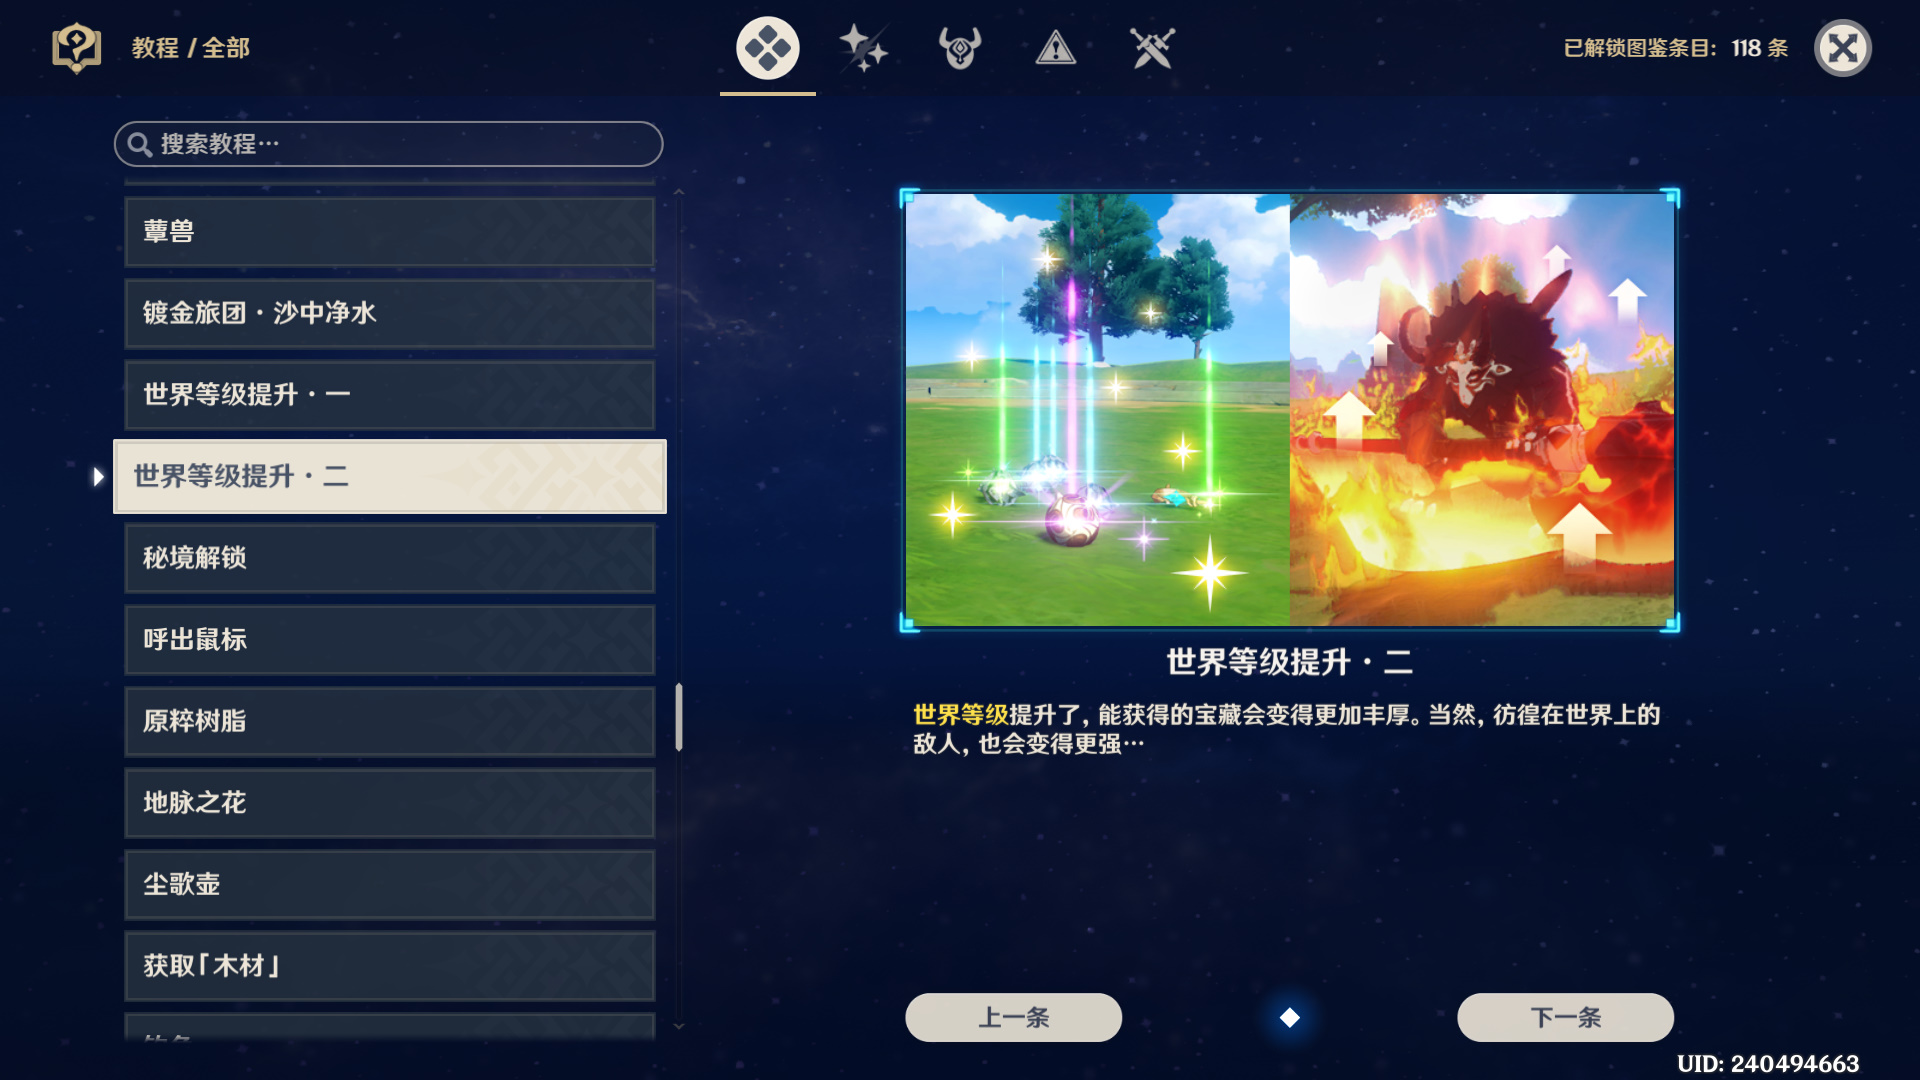 教程 / 全部
已解锁图鉴条目： 118 条
搜索教程…
蕈兽
镀金旅团・沙中净水
世界等级提升・一
世界等级提升・二
秘境解锁
呼出鼠标
原粹树脂
地脉之花
尘歌壶
获取「木材」
世界等级提升・二
世界等级提升了，能获得的宝藏会变得更加丰厚。当然，彷徨在世界上的
敌人，也会变得更强…
上一条
下一条
UID: 240494663